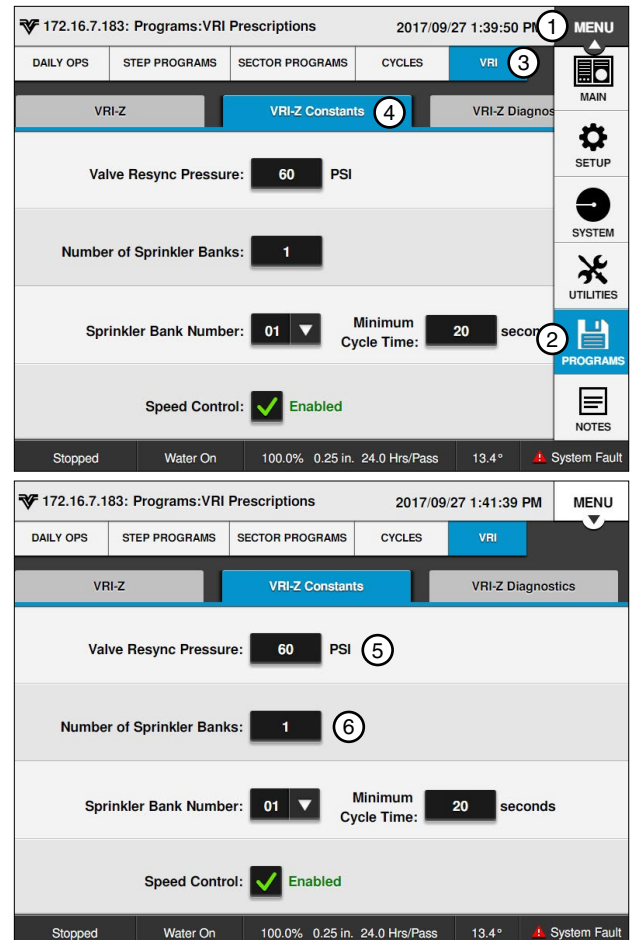 172.16.7.183: Programs:VRI Prescriptions 2017/09/27 1:39:50 PM 1 MENU
DAILY OPS STEP PROGRAMS SECTOR PROGRAMS CYCLES VRI 3
MAIN
VRI-Z VRI-Z Constants 4 VRI-Z Diagnos
SETUP
Valve Resync Pressure: 60 PSI
SYSTEM
Number of Sprinkler Banks: 1
UTILITIES
Sprinkler Bank Number: 01 Minimum Cycle Time: 20 secon 2
PROGRAMS
Speed Control: Enabled
NOTES
Stopped Water On 100.0% 0.25 in. 24.0 Hrs/Pass 13.4° System Fault
172.16.7.183: Programs:VRI Prescriptions 2017/09/27 1:41:39 PM MENU
DAILY OPS STEP PROGRAMS SECTOR PROGRAMS CYCLES VRI
VRI-Z VRI-Z Constants VRI-Z Diagnostics
Valve Resync Pressure: 60 PSI 5
Number of Sprinkler Banks: 1 6
Sprinkler Bank Number: 01 Minimum Cycle Time: 20 seconds
Speed Control: Enabled
Stopped Water On 100.0% 0.25 in. 24.0 Hrs/Pass 13.4° System Fault